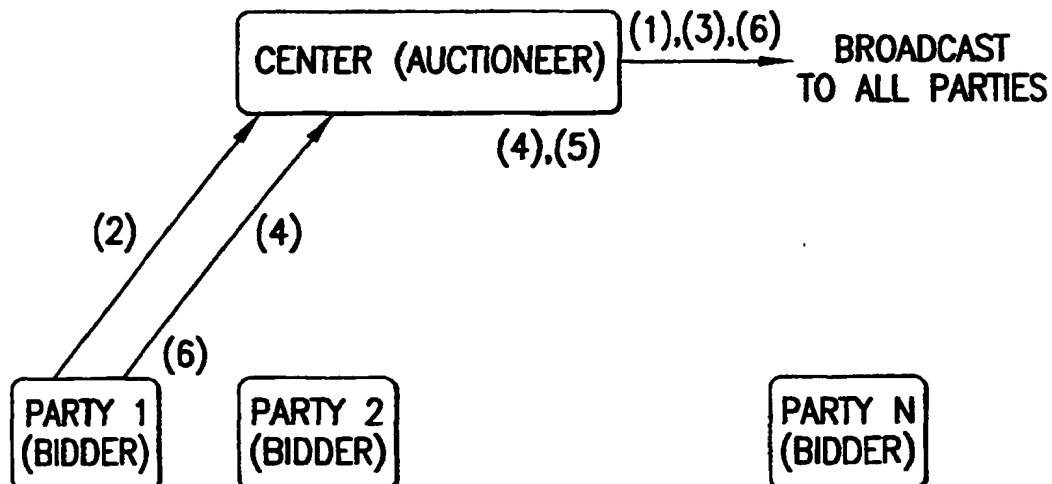 (1),(3),(6)
CENTER (AUCTIONEER)
BROADCAST
TO ALL PARTIES
(4),(5)
(2)
(4)
(6)
PARTY 1
(BIDDER)
PARTY 2
(BIDDER)
PARTY N
(BIDDER)